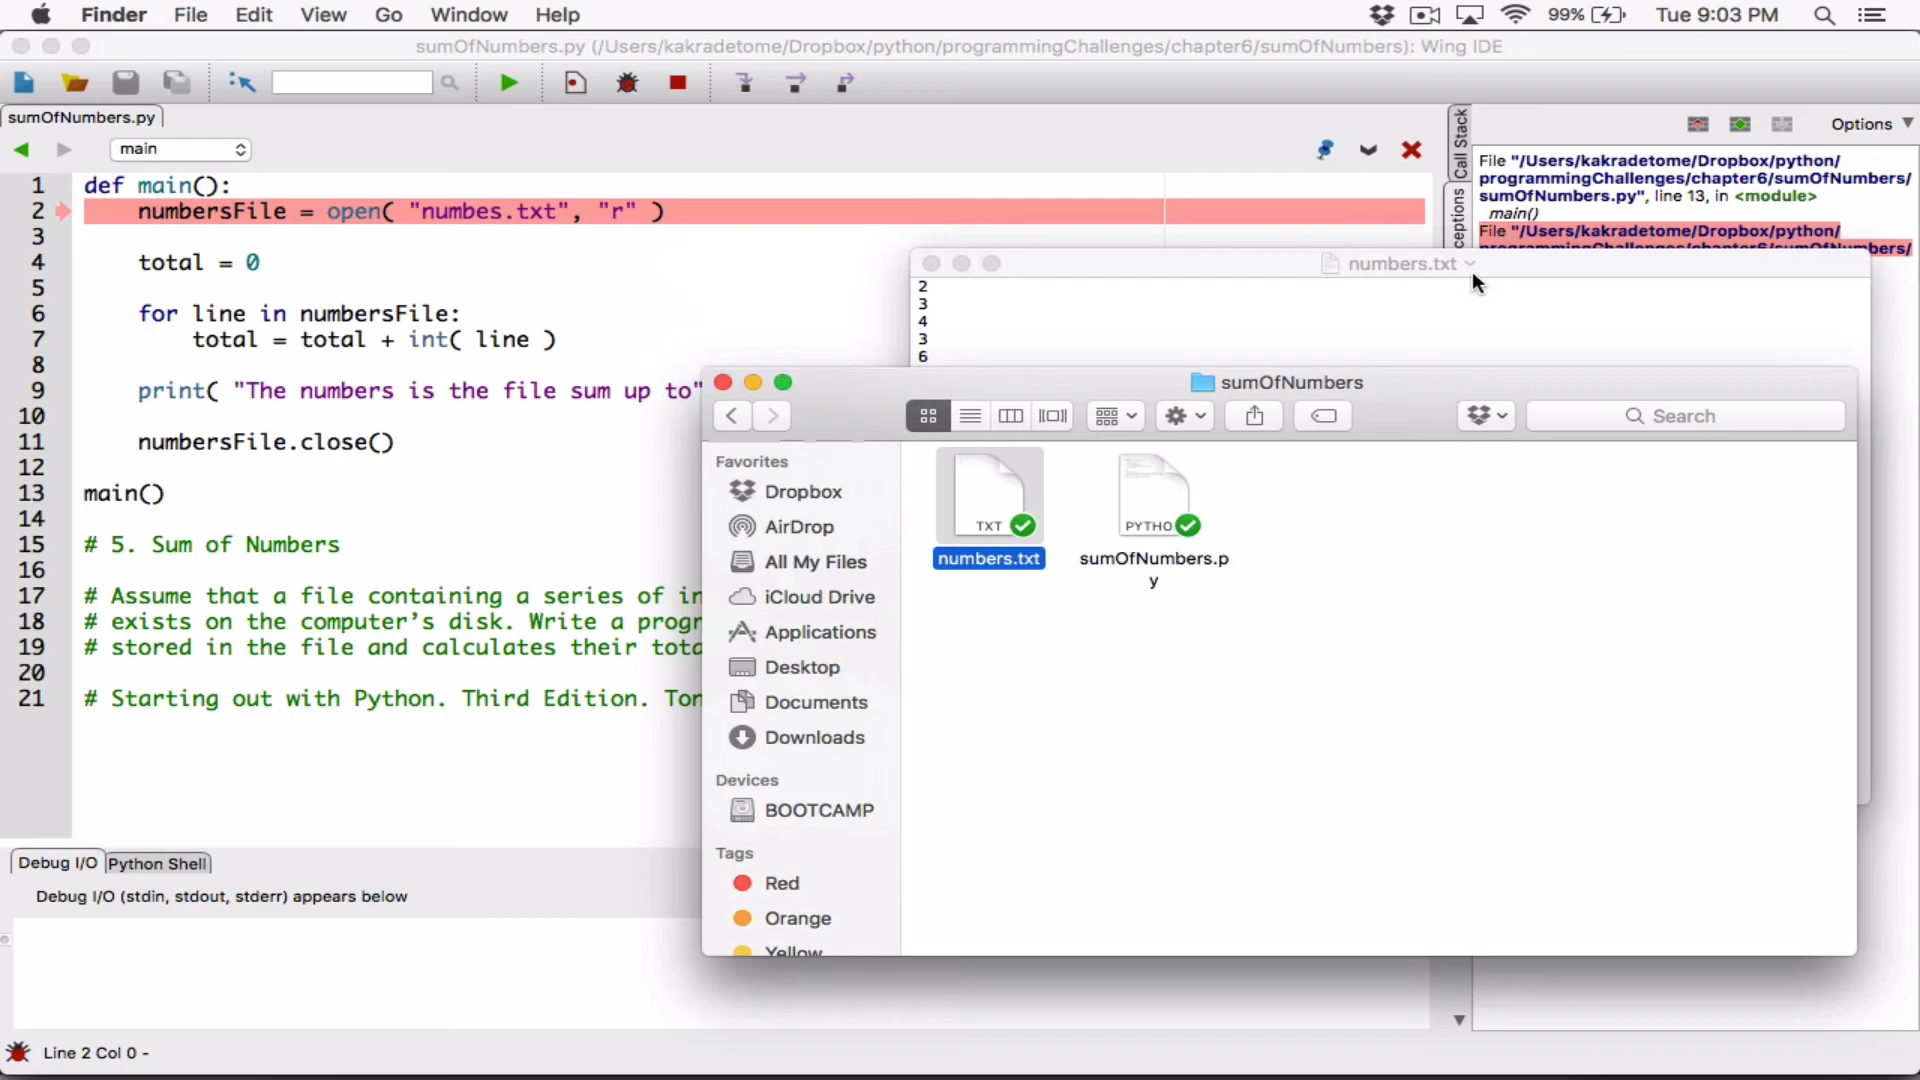 Finder File Edit View Go Window Help 99% Tue 9:03 PM
sumOfNumbers.py (/Users/kakradetome/Dropbox/python/programmingChallenges/chapter6/sumOfNumbers): Wing IDE
sumOfNumbers.py
main
Options
Call Stack
File "/Users/kakradetome/Dropbox/python/
programmingChallenges/chapter6/sumOfNumbers/
sumOfNumbers.py", line 13, in <module>
main()
File "/Users/kakradetome/Dropbox/python/
programmingChallenges/chapter6/sumOfNumbers/
1 def main():
2 numbersFile = open( "numbes.txt", "r" )
3
4 total = 0
5
6 for line in numbersFile:
7 total = total + int( line )
8
9 print( "The numbers is the file sum up to"
10
11 numbersFile.close()
12
13 main()
14
15 # 5. Sum of Numbers
16
17 # Assume that a file containing a series of in
18 # exists on the computer’s disk. Write a progr
19 # stored in the file and calculates their tota
20
21 # Starting out with Python. Third Edition. Ton
numbers.txt
2
3
4
3
6
sumOfNumbers
Search
Favorites
Dropbox
AirDrop
All My Files
iCloud Drive
Applications
Desktop
Documents
Downloads
Devices
BOOTCAMP
Tags
Red
Orange
Yellow
TXT
numbers.txt
PYTHO
sumOfNumbers.p
y
Debug I/O Python Shell
Debug I/O (stdin, stdout, stderr) appears below
Line 2 Col 0 -